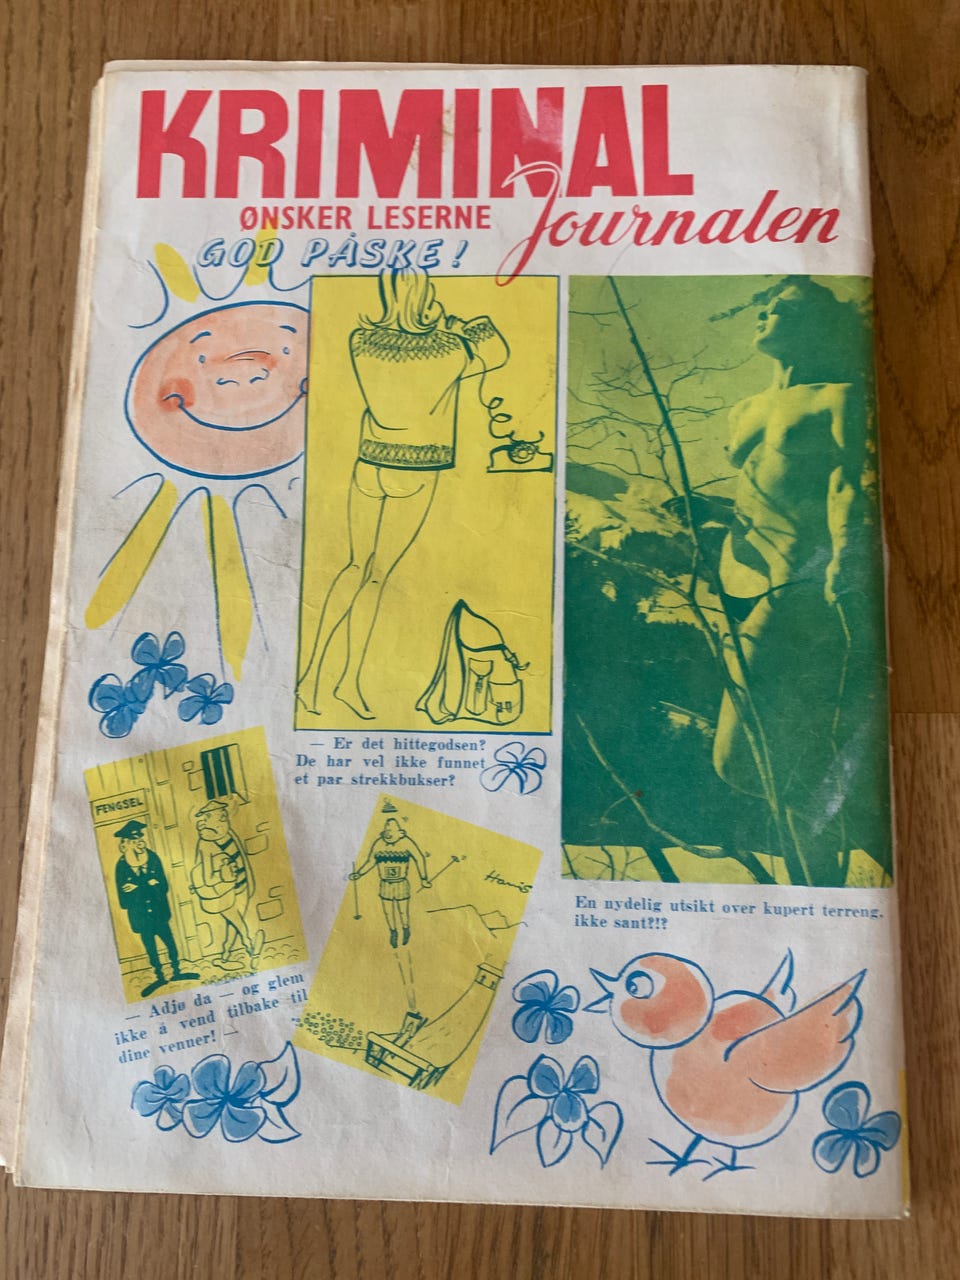 KRIMINAL
Journalen
ØNSKER LESERNE
GOD PÅSKE!
— Er det hittegodsen?
De har vel ikke funnet
et par strekkbukser?
En nydelig utsikt over kupert terreng,
ikke sant?!?
FENGSEL
— Adjø da — og glem
ikke å vend tilbake til
dine venner! —
13